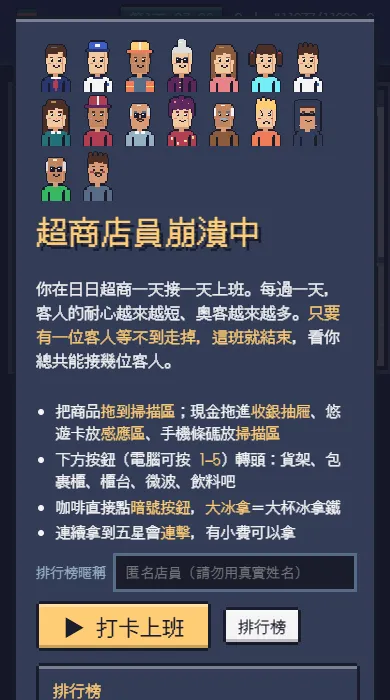 超商店員崩潰中
你在日日超商一天接一天上班。每過一天，
客人的耐心越來越短、奧客越來越多。只要
有一位客人等不到走掉，這班就結束，看你
總共能接幾位客人。
• 把商品拖到掃描區；現金拖進收銀抽屜、悠
遊卡放感應區、手機條碼放掃描區
• 下方按鈕（電腦可按 1–5）轉頭：貨架、包
裹櫃、櫃台、微波、飲料吧
• 咖啡直接點暗號按鈕，大冰拿＝大杯冰拿鐵
• 連續拿到五星會連擊，有小費可以拿
排行榜暱稱 匿名店員（請勿用真實姓名）
▶ 打卡上班 排行榜
排行榜